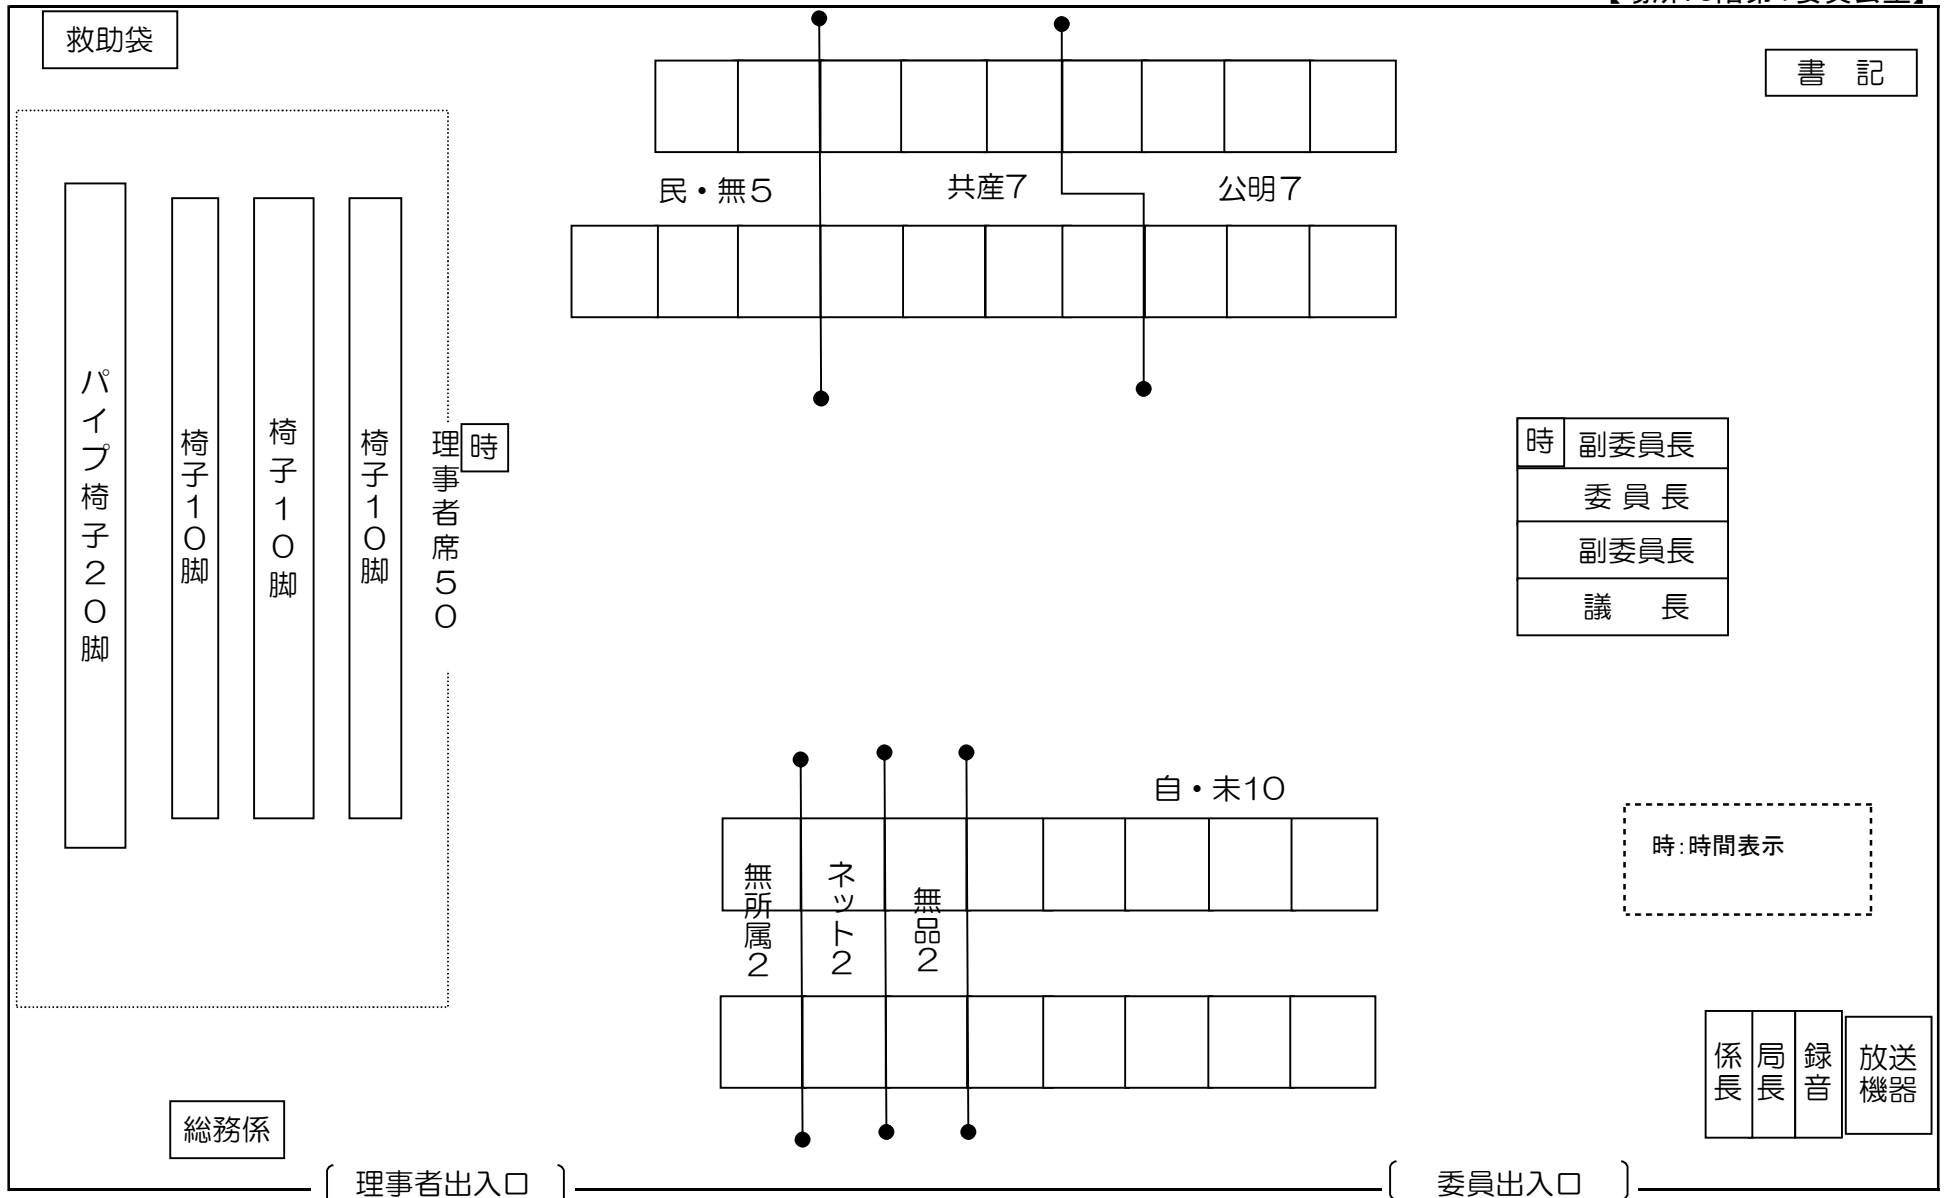 救助袋
書　記
民・無5
共産7
公明7
パイプ椅子20脚
椅子10脚
椅子10脚
椅子10脚
理事者席50
時
時
副委員長
委員長
副委員長
議　長
自・未10
無所属2
ネット2
無品2
時:時間表示
係長
局長
録音
放送
機器
総務係
理事者出入口
委員出入口